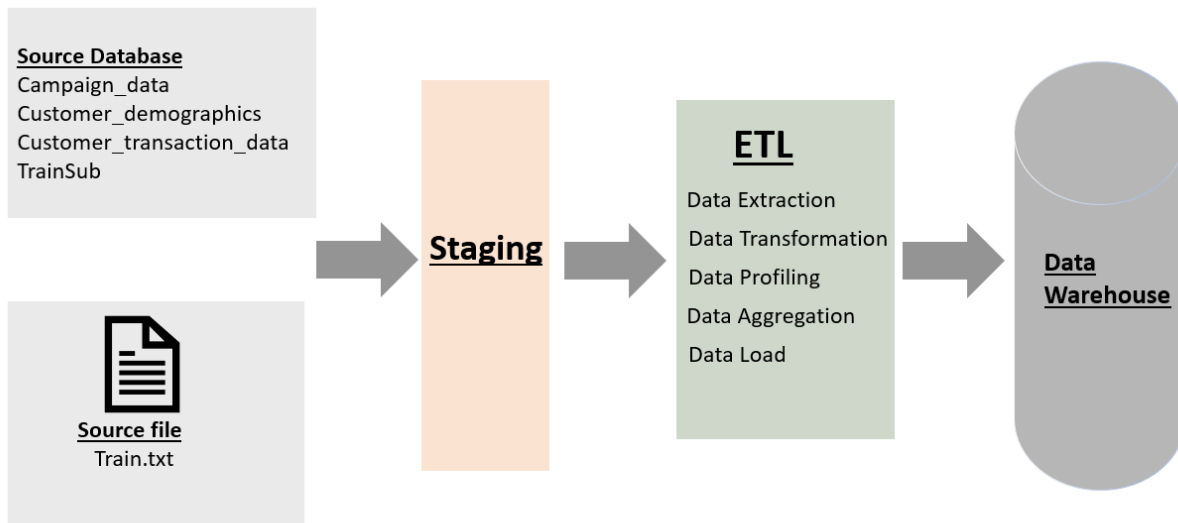 Source Database
Campaign_data
Customer_demographics
Customer_transaction_data
TrainSub
Source file
Train.txt
Staging
ETL
Data Extraction
Data Transformation
Data Profiling
Data Aggregation
Data Load
Data
Warehouse